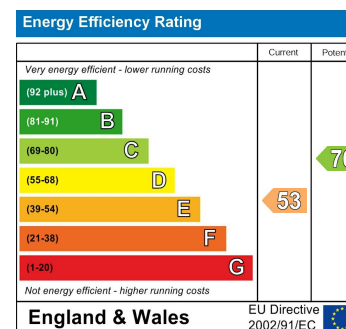 Energy Efficiency Rating
Current
Very energy efficient - lower running costs
(92 plus) A
(81-91) B
(69-80) C
(55-68) D
(39-54) E
53
(21-38) F
(1-20) G
Not energy efficient - higher running costs
England & Wales
EU Directive
2002/91/EC